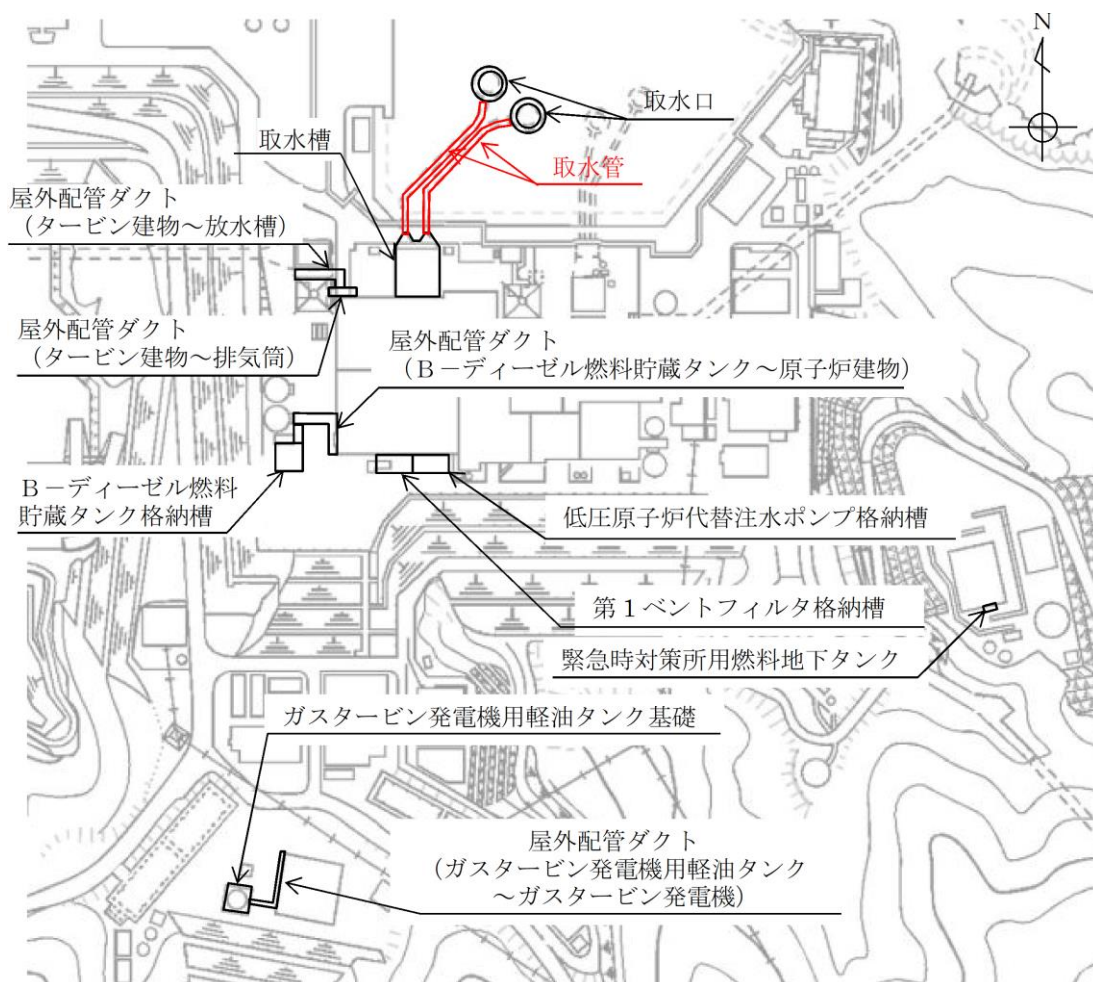 N
取水口
取水槽
取水管
屋外配管ダクト
（タービン建物～放水槽）
屋外配管ダクト
（タービン建物～排気筒）
屋外配管ダクト
（Ｂ－ディーゼル燃料貯蔵タンク～原子炉建物）
Ｂ－ディーゼル燃料
貯蔵タンク格納槽
低圧原子炉代替注水ポンプ格納槽
第１ベントフィルタ格納槽
緊急時対策所用燃料地下タンク
ガスタービン発電機用軽油タンク基礎
屋外配管ダクト
（ガスタービン発電機用軽油タンク
～ガスタービン発電機）